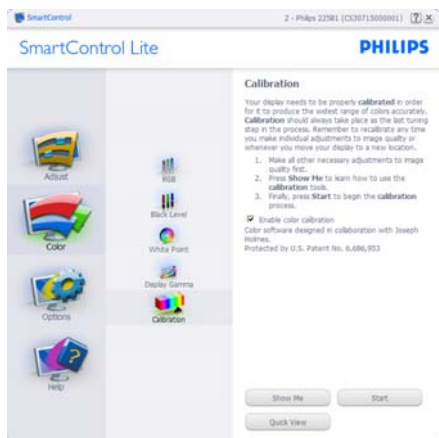 SmartControl
2 - Philips 225B1 (CS30715000001)
SmartControl Lite
PHILIPS
Adjust
Color
Options
Help
RGB
Black Level
White Point
Display Gamma
Calibration
Calibration
Your display needs to be properly calibrated in order
for it to produce the widest range of colors accurately.
Calibration should always take place as the last tuning
step in the process. Remember to recalibrate any time
you make individual adjustments to image quality or
whenever you move your display to a new location.
1. Make all other necessary adjustments to image
quality first.
2. Press Show Me to learn how to use the
calibration tools.
3. Finally, press Start to begin the calibration
process.
Enable color calibration
Color software designed in collaboration with Joseph
Holmes.
Protected by U.S. Patent No. 6,686,953
Show Me
Start
Quick View